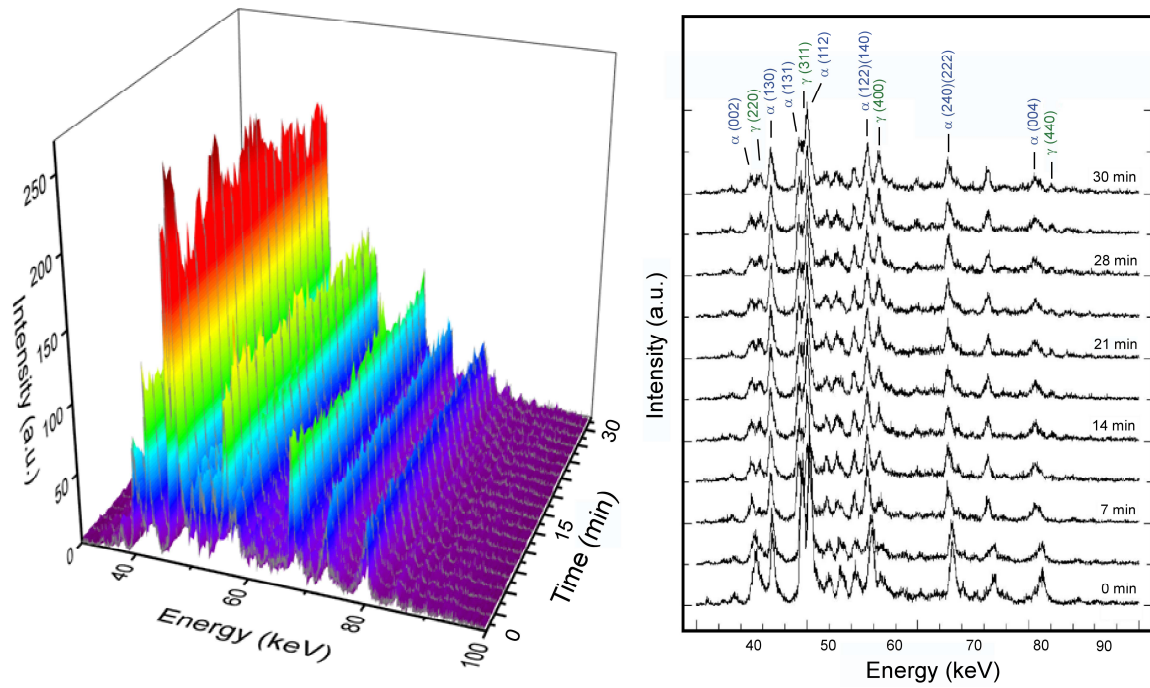 250
200
150
100
50
0
Intensity (a.u.)
40
60
80
100
Energy (keV)
0
15
30
Time (min)
α (002)
γ (220)
α (130)
α (131)
γ (311)
α (112)
α (122)(140)
γ (400)
α (240)(222)
α (004)
γ (440)
30 min
28 min
21 min
14 min
7 min
0 min
Intensity (a.u.)
40 50 60 70 80 90
Energy (keV)